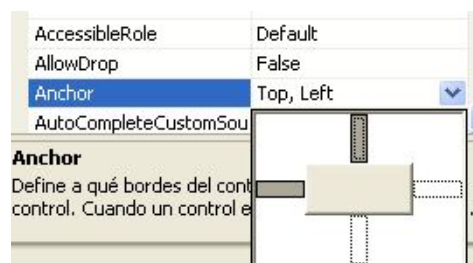 AccessibleRole Default
AllowDrop False
Anchor Top, Left
AutoCompleteCustomSou
Anchor
Define a qué bordes del cont
control. Cuando un control e